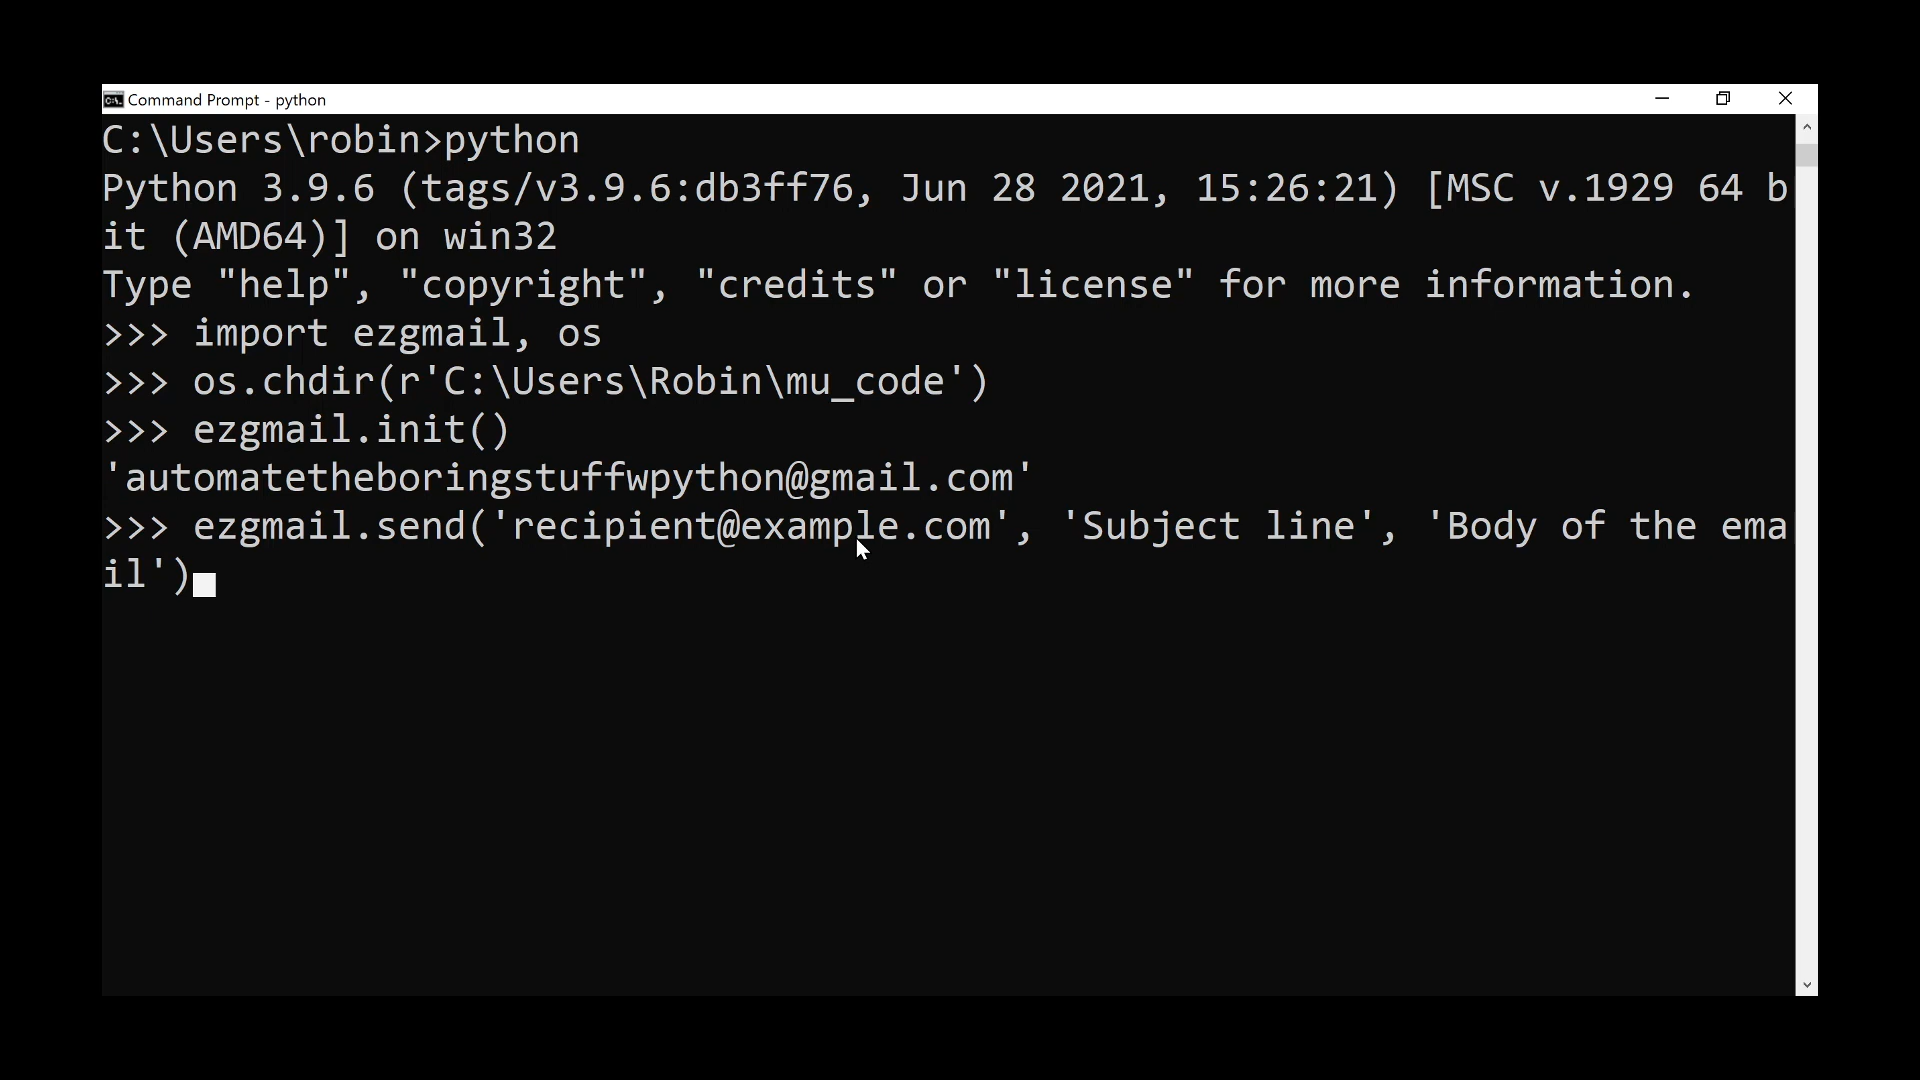 Command Prompt - python
C:\Users\robin>python
Python 3.9.6 (tags/v3.9.6:db3ff76, Jun 28 2021, 15:26:21) [MSC v.1929 64 b
it (AMD64)] on win32
Type "help", "copyright", "credits" or "license" for more information.
>>> import ezgmail, os
>>> os.chdir(r'C:\Users\Robin\mu_code')
>>> ezgmail.init()
'automatetheboringstuffwpython@gmail.com'
>>> ezgmail.send('recipient@example.com', 'Subject line', 'Body of the ema
il')